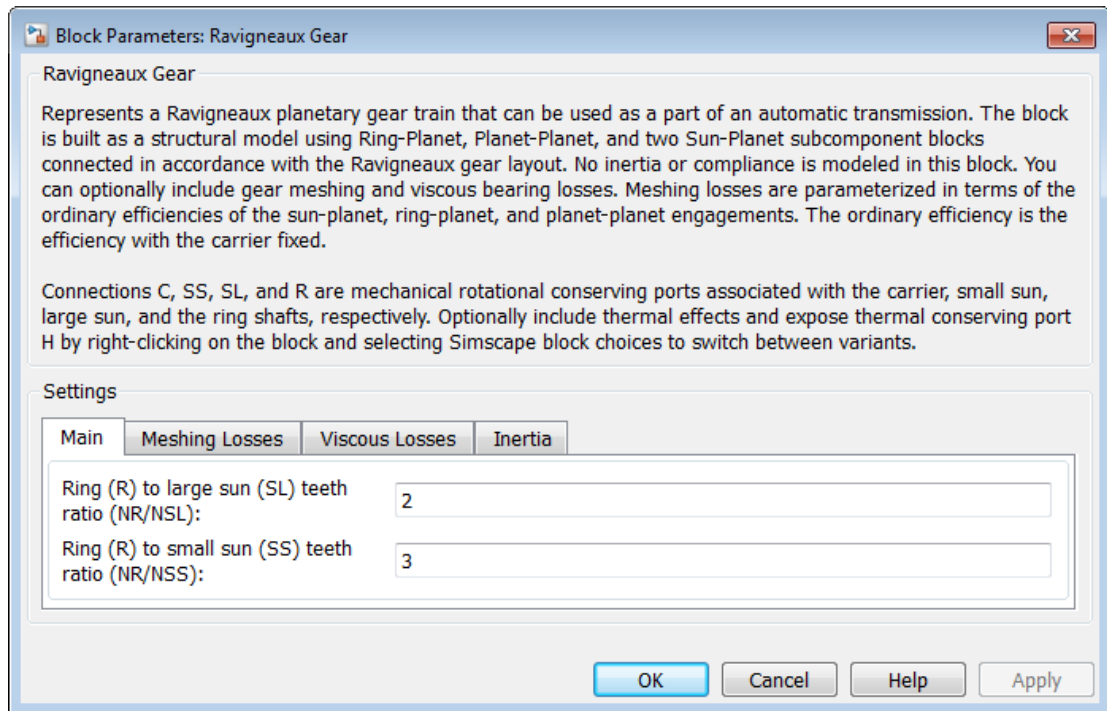 Block Parameters: Ravigneaux Gear
Ravigneaux Gear
Represents a Ravigneaux planetary gear train that can be used as a part of an automatic transmission. The block
is built as a structural model using Ring-Planet, Planet-Planet, and two Sun-Planet subcomponent blocks
connected in accordance with the Ravigneaux gear layout. No inertia or compliance is modeled in this block. You
can optionally include gear meshing and viscous bearing losses. Meshing losses are parameterized in terms of the
ordinary efficiencies of the sun-planet, ring-planet, and planet-planet engagements. The ordinary efficiency is the
efficiency with the carrier fixed.
Connections C, SS, SL, and R are mechanical rotational conserving ports associated with the carrier, small sun,
large sun, and the ring shafts, respectively. Optionally include thermal effects and expose thermal conserving port
H by right-clicking on the block and selecting Simscape block choices to switch between variants.
Settings
Main Meshing Losses Viscous Losses Inertia
Ring (R) to large sun (SL) teeth
ratio (NR/NSL):
2
Ring (R) to small sun (SS) teeth
ratio (NR/NSS):
3
OK Cancel Help Apply